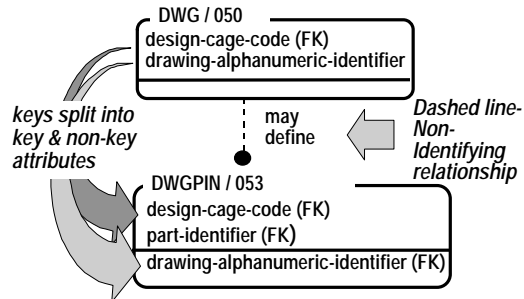 DWG / 050
design-cage-code (FK)
drawing-alphanumeric-identifier
keys split into
key & non-key
attributes
may
define
Dashed line-
Non-
Identifying
relationship
DWGPIN / 053
design-cage-code (FK)
part-identifier (FK)
drawing-alphanumeric-identifier (FK)